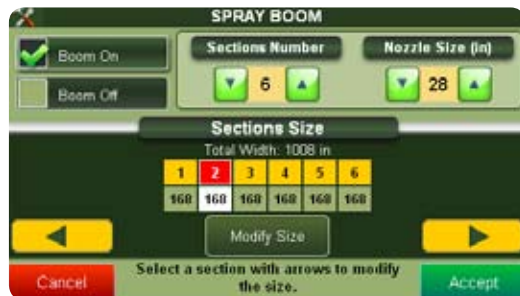 SPRAY BOOM
Boom On
Boom Off
Sections Number
6
Nozzle Size (in)
28
Sections Size
Total Width: 1008 in
1 2 3 4 5 6
168 168 168 168 168 168
Modify Size
Cancel
Select a section with arrows to modify
the size.
Accept